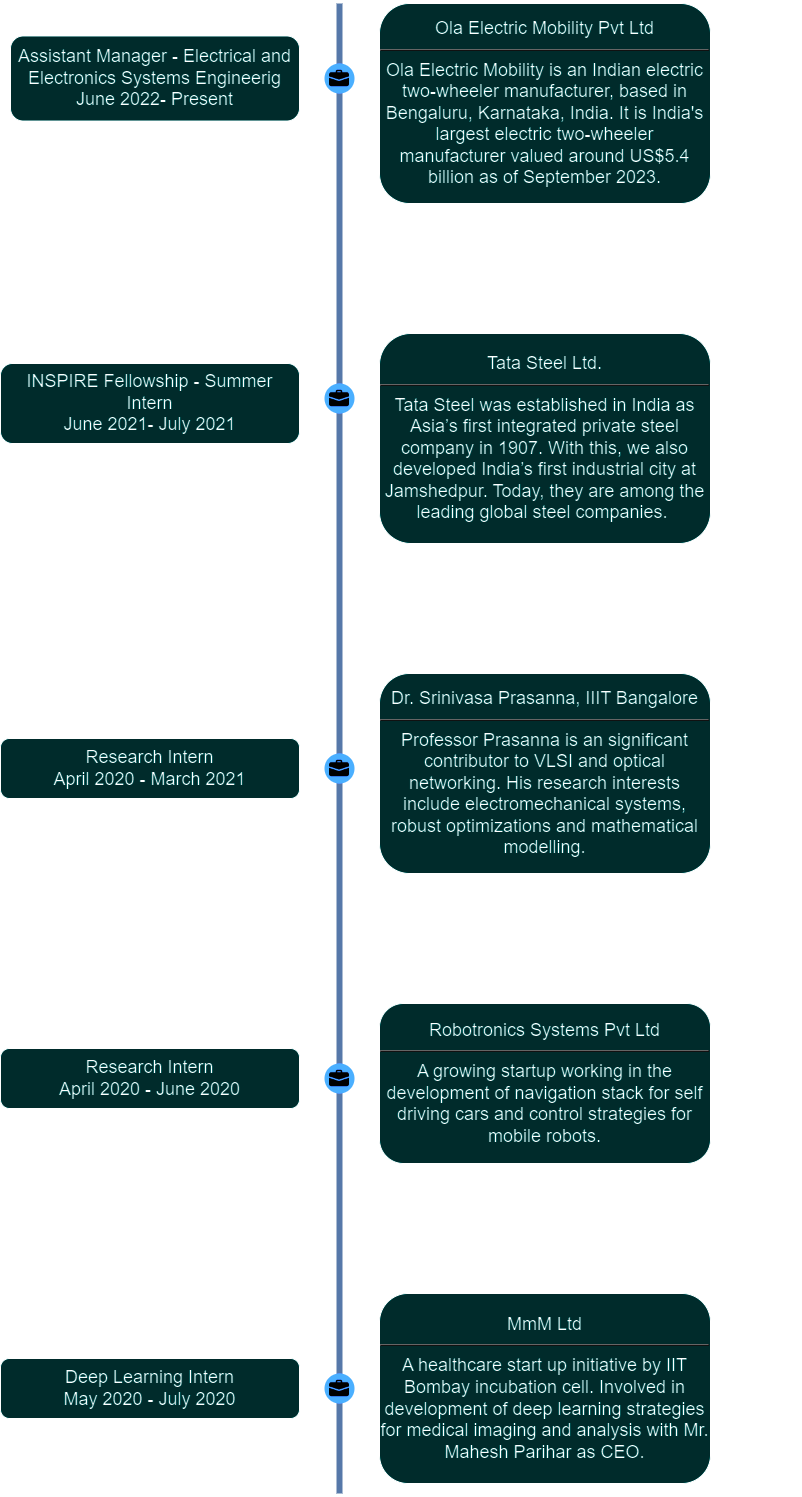 Assistant Manager - Electrical and
Electronics Systems Engineerig
June 2022- Present
Ola Electric Mobility Pvt Ltd
Ola Electric Mobility is an Indian electric
two-wheeler manufacturer, based in
Bengaluru, Karnataka, India. It is India's
largest electric two-wheeler
manufacturer valued around US$5.4
billion as of September 2023.
INSPIRE Fellowship - Summer
Intern
June 2021- July 2021
Tata Steel Ltd.
Tata Steel was established in India as
Asia’s first integrated private steel
company in 1907. With this, we also
developed India’s first industrial city at
Jamshedpur. Today, they are among the
leading global steel companies.
Research Intern
April 2020 - March 2021
Dr. Srinivasa Prasanna, IIIT Bangalore
Professor Prasanna is an significant
contributor to VLSI and optical
networking. His research interests
include electromechanical systems,
robust optimizations and mathematical
modelling.
Research Intern
April 2020 - June 2020
Robotronics Systems Pvt Ltd
A growing startup working in the
development of navigation stack for self
driving cars and control strategies for
mobile robots.
Deep Learning Intern
May 2020 - July 2020
MmM Ltd
A healthcare start up initiative by IIT
Bombay incubation cell. Involved in
development of deep learning strategies
for medical imaging and analysis with Mr.
Mahesh Parihar as CEO.